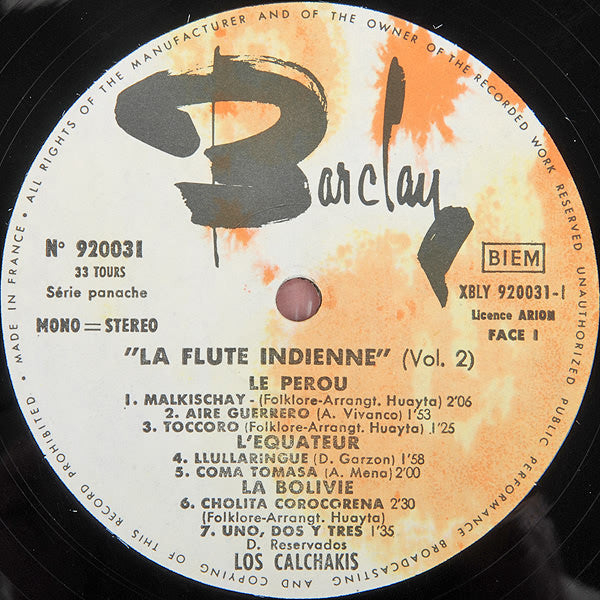 ALL RIGHTS OF THE MANUFACTURER AND OF THE OWNER OF THE RECORDED WORK RESERVED UNAUTHORIZED PUBLIC PERFORMANCE BROADCASTING AND COPYING OF THIS RECORD PROHIBITED • MADE IN FRANCE •
Barclay
N° 920031
33 TOURS
Série panache
MONO = STEREO
BIEM
XBLY 920031-1
Licence ARION
FACE 1
"LA FLUTE INDIENNE" (Vol. 2)
LE PEROU
1. MALKISCHAY - (Folklore-Arrangt. Huayta) 2'06
2. AIRE GUERRERO (A. Vivanco) 1'53
3. TOCCORO (Folklore-Arrangt. Huayta) 1'25
L'EQUATEUR
4. LLULLARINGUE (D. Garzon) 1'58
5. COMA TOMASA (A. Mena) 2'00
LA BOLIVIE
6. CHOLITA COROCORENA 2'30
(Folklore-Arrangt. Huayta)
7. UNO, DOS Y TRES 1'35
D. Reservados
LOS CALCHAKIS